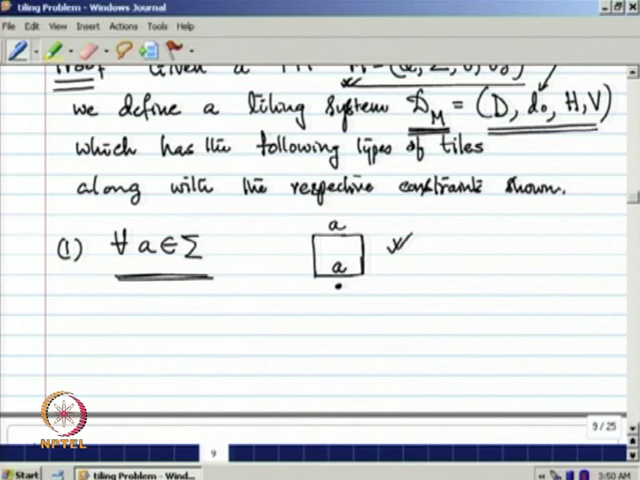 tiling Problem - Windows Journal
File Edit View Insert Actions Tools Help
Proof Given a TM M = (Q, Σ, δ, q0)
we define a tiling system D_M = (D, d0, H, V)
which has the following types of tiles
along with the respective constraints shown.
(1) ∀ a ∈ Σ
a
a
NPTEL
9 / 25
9
Start
tiling Problem - Wind...
3:50 AM